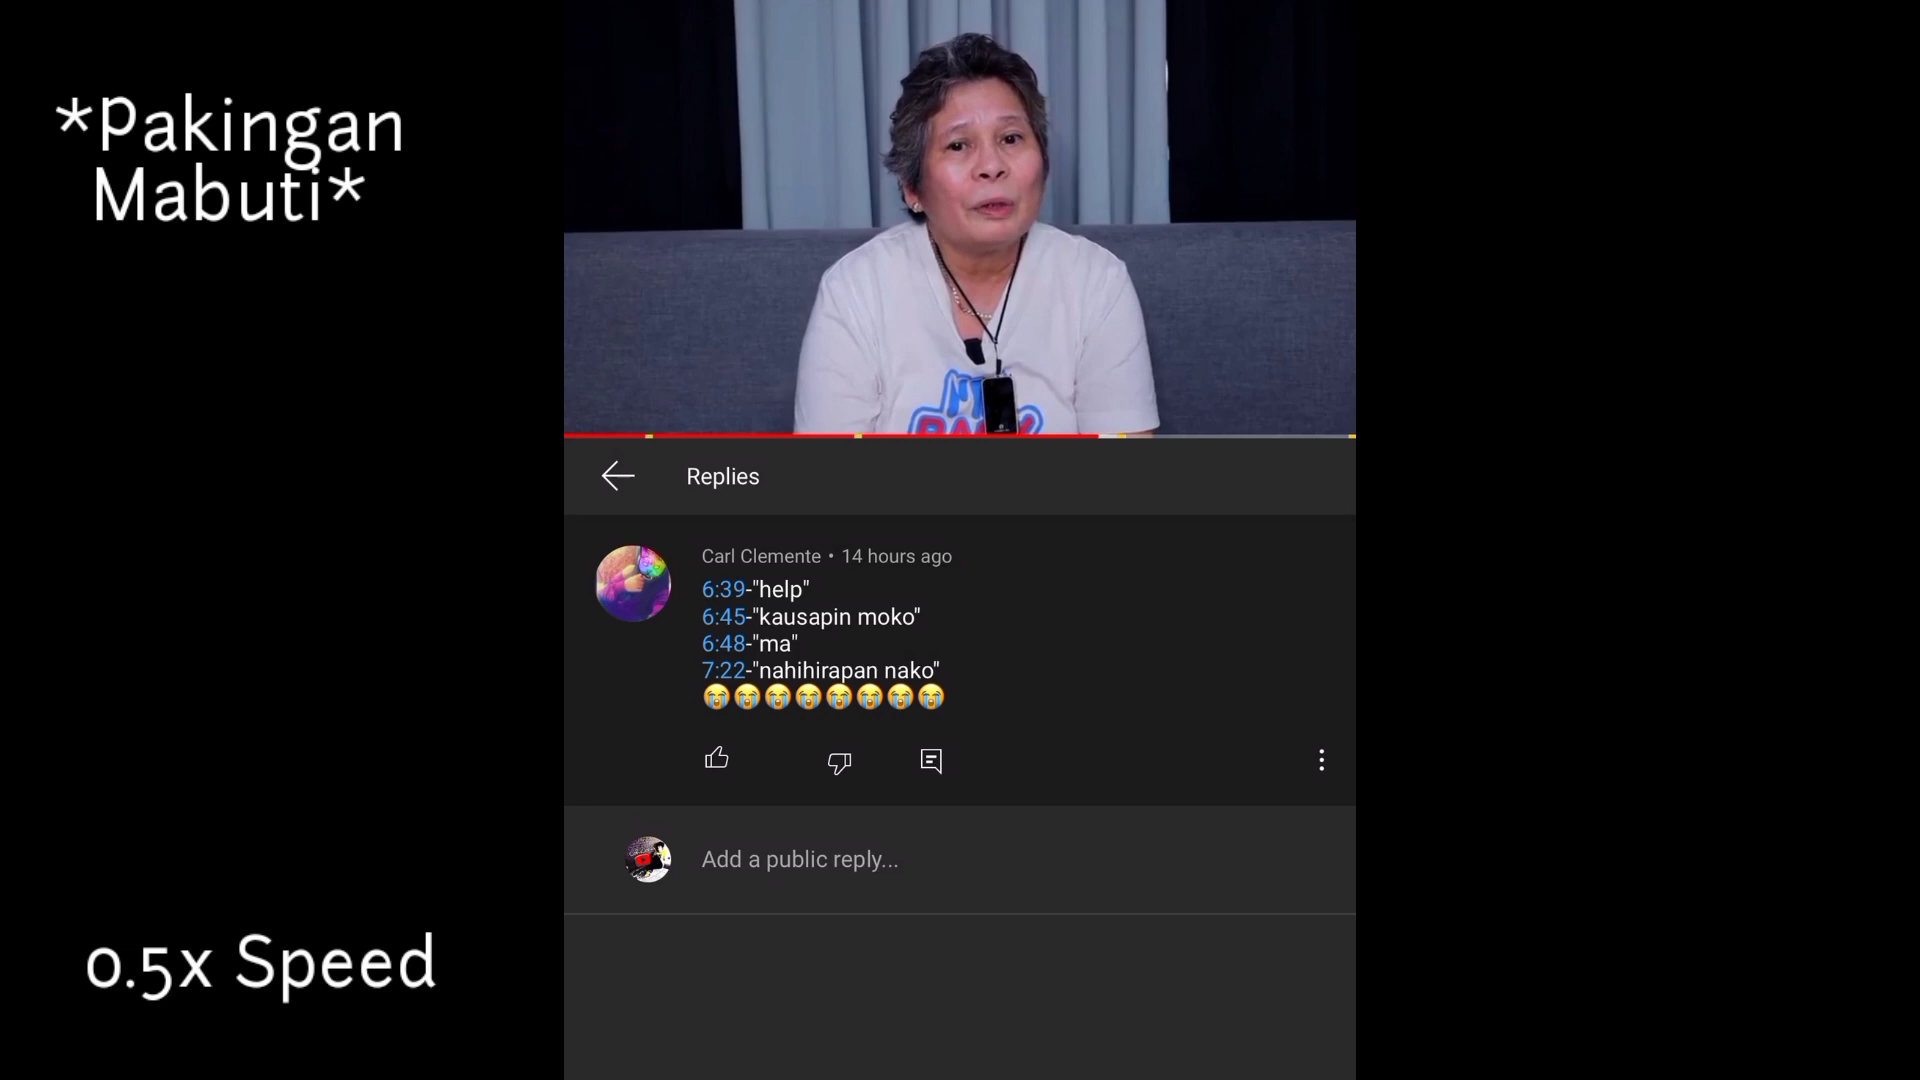 *Pakingan
Mabuti*
Replies
Carl Clemente • 14 hours ago
6:39-"help"
6:45-"kausapin moko"
6:48-"ma"
7:22-"nahihirapan nako"
😭😭😭😭😭😭😭😭
Add a public reply...
0.5x Speed